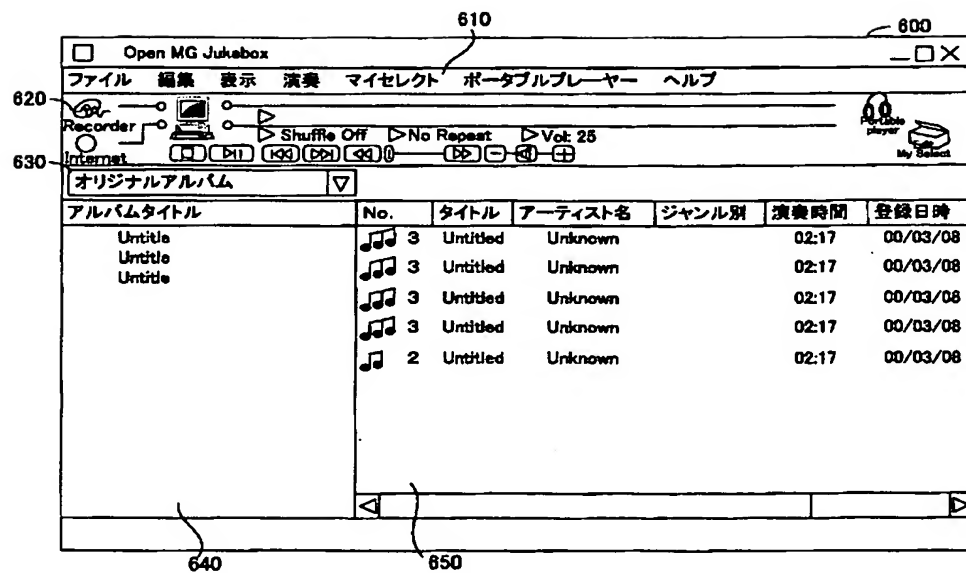 610
600
Open MG Jukebox
ファイル 編集 表示 演奏 マイセレクト ポータブルプレーヤー ヘルプ
620
Recorder
Internet
Shuffle Off No Repeat Vol: 25
Portable player
Edit My Select
630
オリジナルアルバム
アルバムタイトル
Untitle
Untitle
Untitle
No. タイトル アーティスト名 ジャンル別 演奏時間 登録日時
3 Untitled Unknown 02:17 00/03/08
3 Untitled Unknown 02:17 00/03/08
3 Untitled Unknown 02:17 00/03/08
3 Untitled Unknown 02:17 00/03/08
2 Untitled Unknown 02:17 00/03/08
640
650